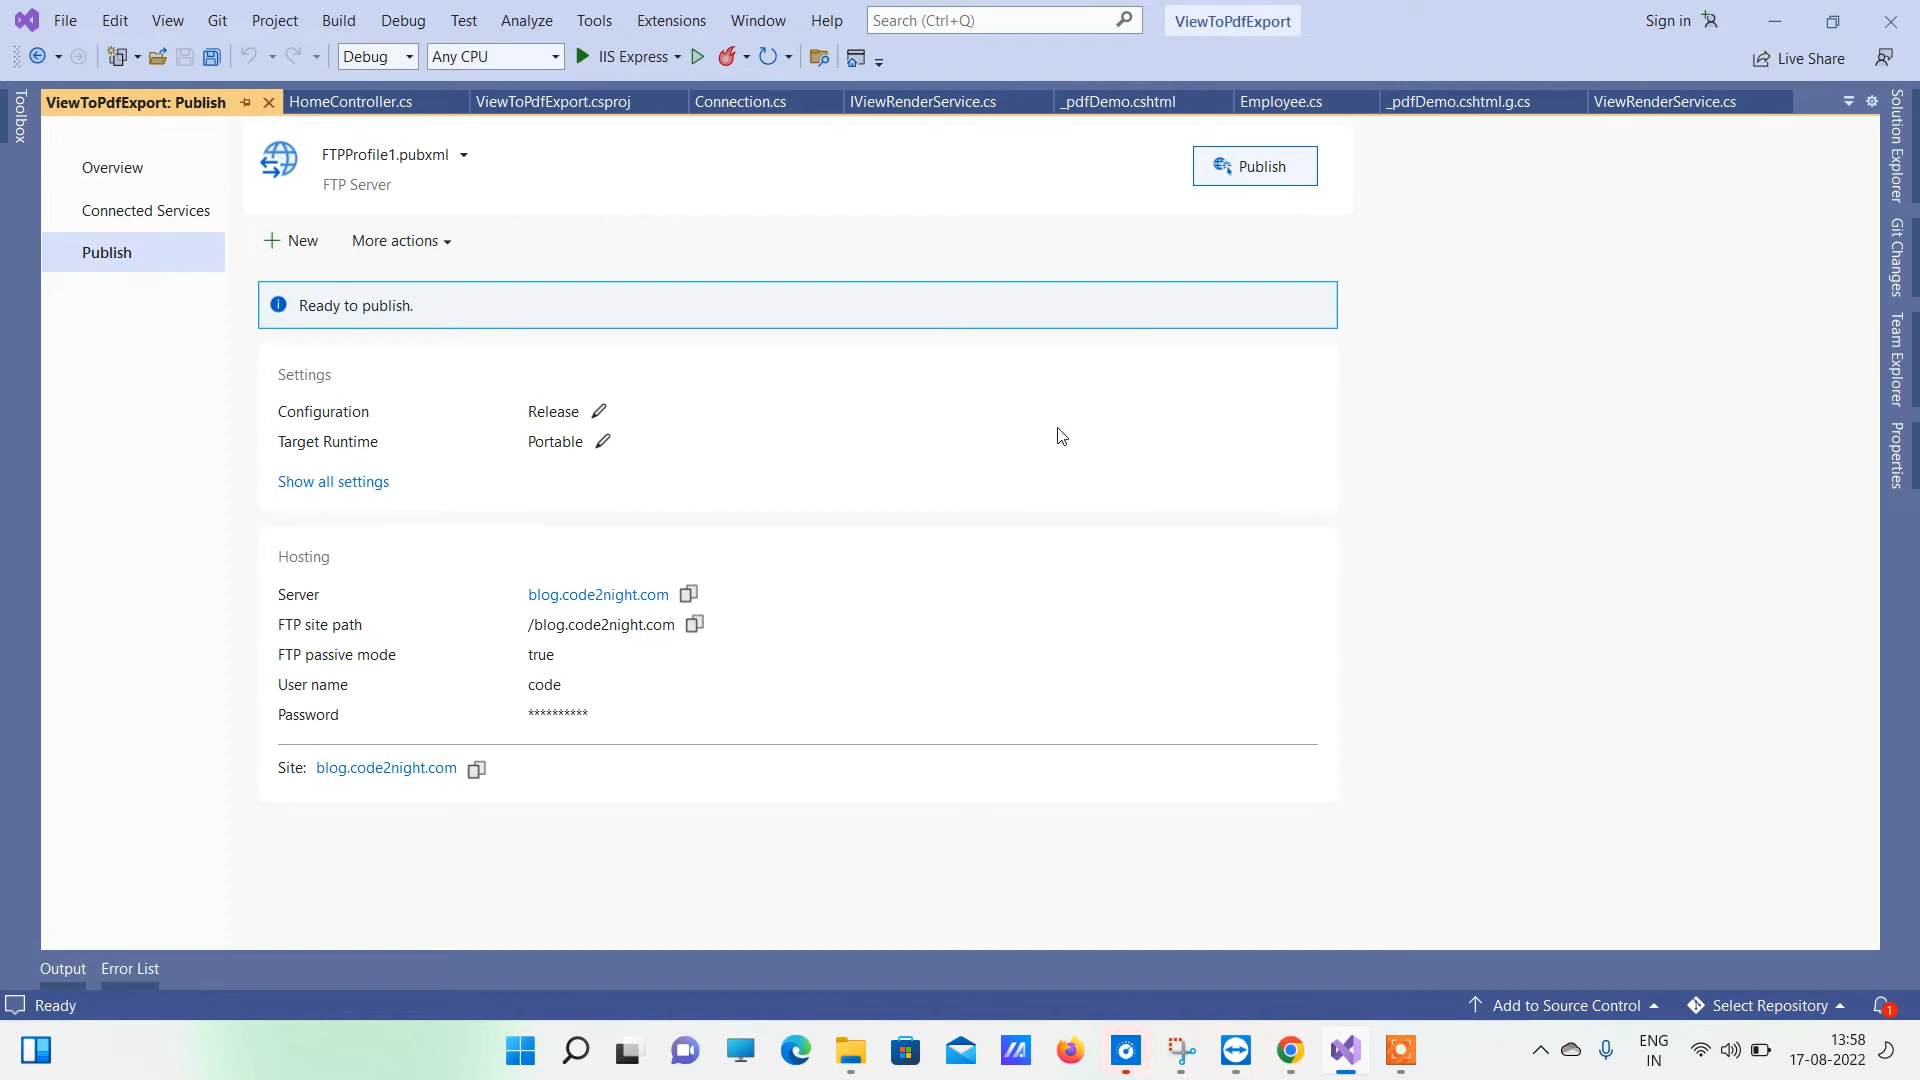 File Edit View Git Project Build Debug Test Analyze Tools Extensions Window Help Search (Ctrl+Q) ViewToPdfExport Sign in
Debug Any CPU IIS Express Live Share
Toolbox
ViewToPdfExport: Publish HomeController.cs ViewToPdfExport.csproj Connection.cs IViewRenderService.cs _pdfDemo.cshtml Employee.cs _pdfDemo.cshtml.g.cs ViewRenderService.cs
Solution Explorer
Git Changes
Team Explorer
Properties
Overview
Connected Services
Publish
FTPProfile1.pubxml
FTP Server
Publish
New More actions
Ready to publish.
Settings
Configuration Release
Target Runtime Portable
Show all settings
Hosting
Server blog.code2night.com
FTP site path /blog.code2night.com
FTP passive mode true
User name code
Password **********
Site: blog.code2night.com
Output Error List
Ready Add to Source Control Select Repository 1
ENG
IN
13:58
17-08-2022